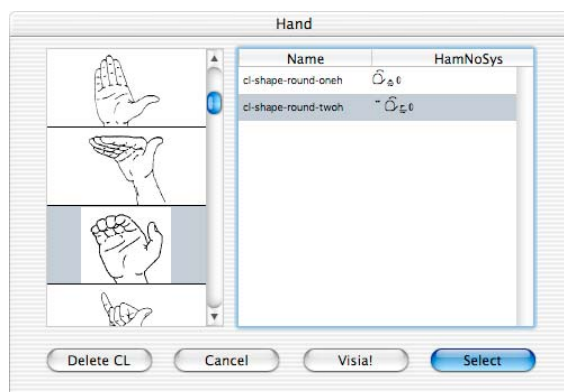 Hand
Name HamNoSys
cl-shape-round-oneh
cl-shape-round-twoh
Delete CL Cancel Visia! Select